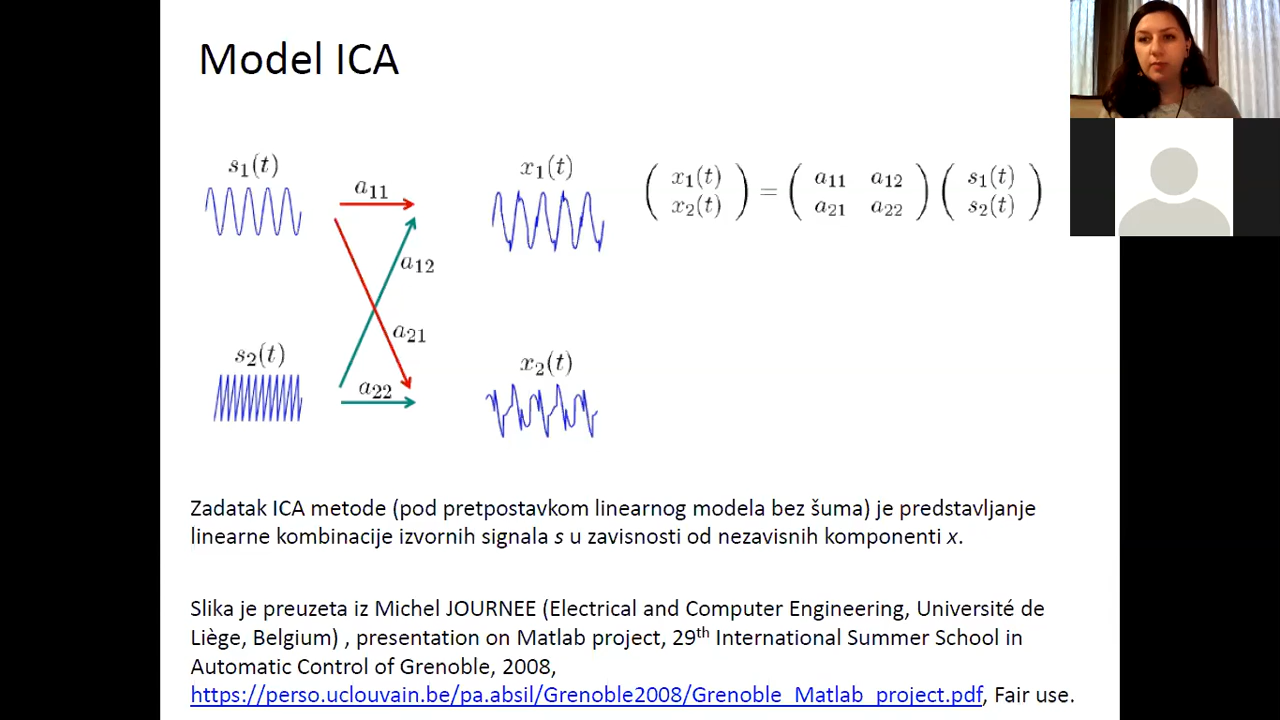 Model ICA
s₁(t)
a₁₁
x₁(t)
( x₁(t) ) = ( a₁₁ a₁₂ ) ( s₁(t) )
( x₂(t) ) ( a₂₁ a₂₂ ) ( s₂(t) )
a₁₂
a₂₁
s₂(t)
a₂₂
x₂(t)
Zadatak ICA metode (pod pretpostavkom linearnog modela bez šuma) je predstavljanje
linearne kombinacije izvornih signala s u zavisnosti od nezavisnih komponenti x.
Slika je preuzeta iz Michel JOURNEE (Electrical and Computer Engineering, Université de
Liège, Belgium) , presentation on Matlab project, 29th International Summer School in
Automatic Control of Grenoble, 2008,
https://perso.uclouvain.be/pa.absil/Grenoble2008/Grenoble_Matlab_project.pdf, Fair use.